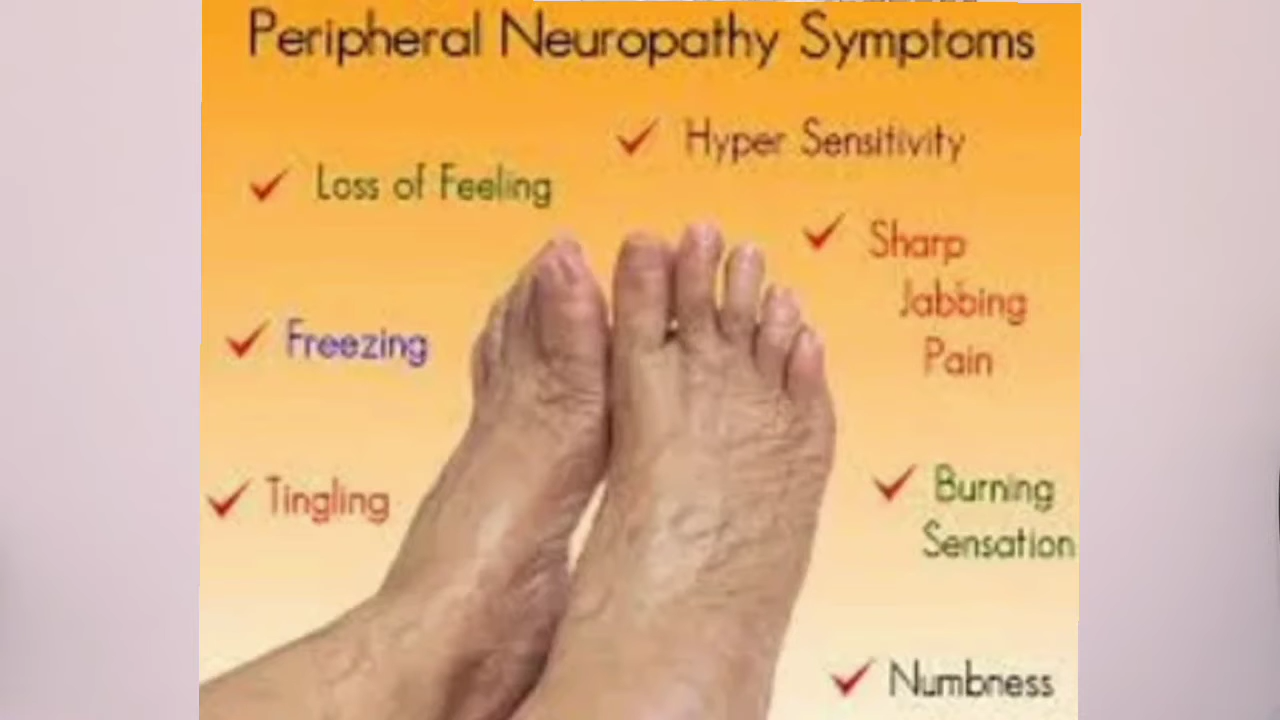 Peripheral Neuropathy Symptoms
Hyper Sensitivity
Loss of Feeling
Sharp
Jabbing
Pain
Freezing
Tingling
Burning
Sensation
Numbness